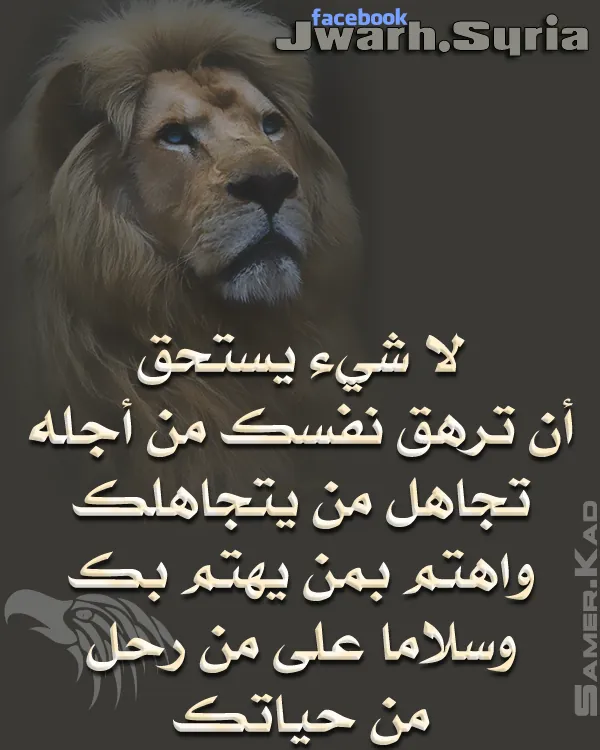 facebook
Jwarh.Syria
لا شيء يستحق
أن ترهق نفسك من أجله
تجاهل من يتجاهلك
واهتم بمن يهتم بك
وسلاما على من رحل
من حياتك
Samer.Kad